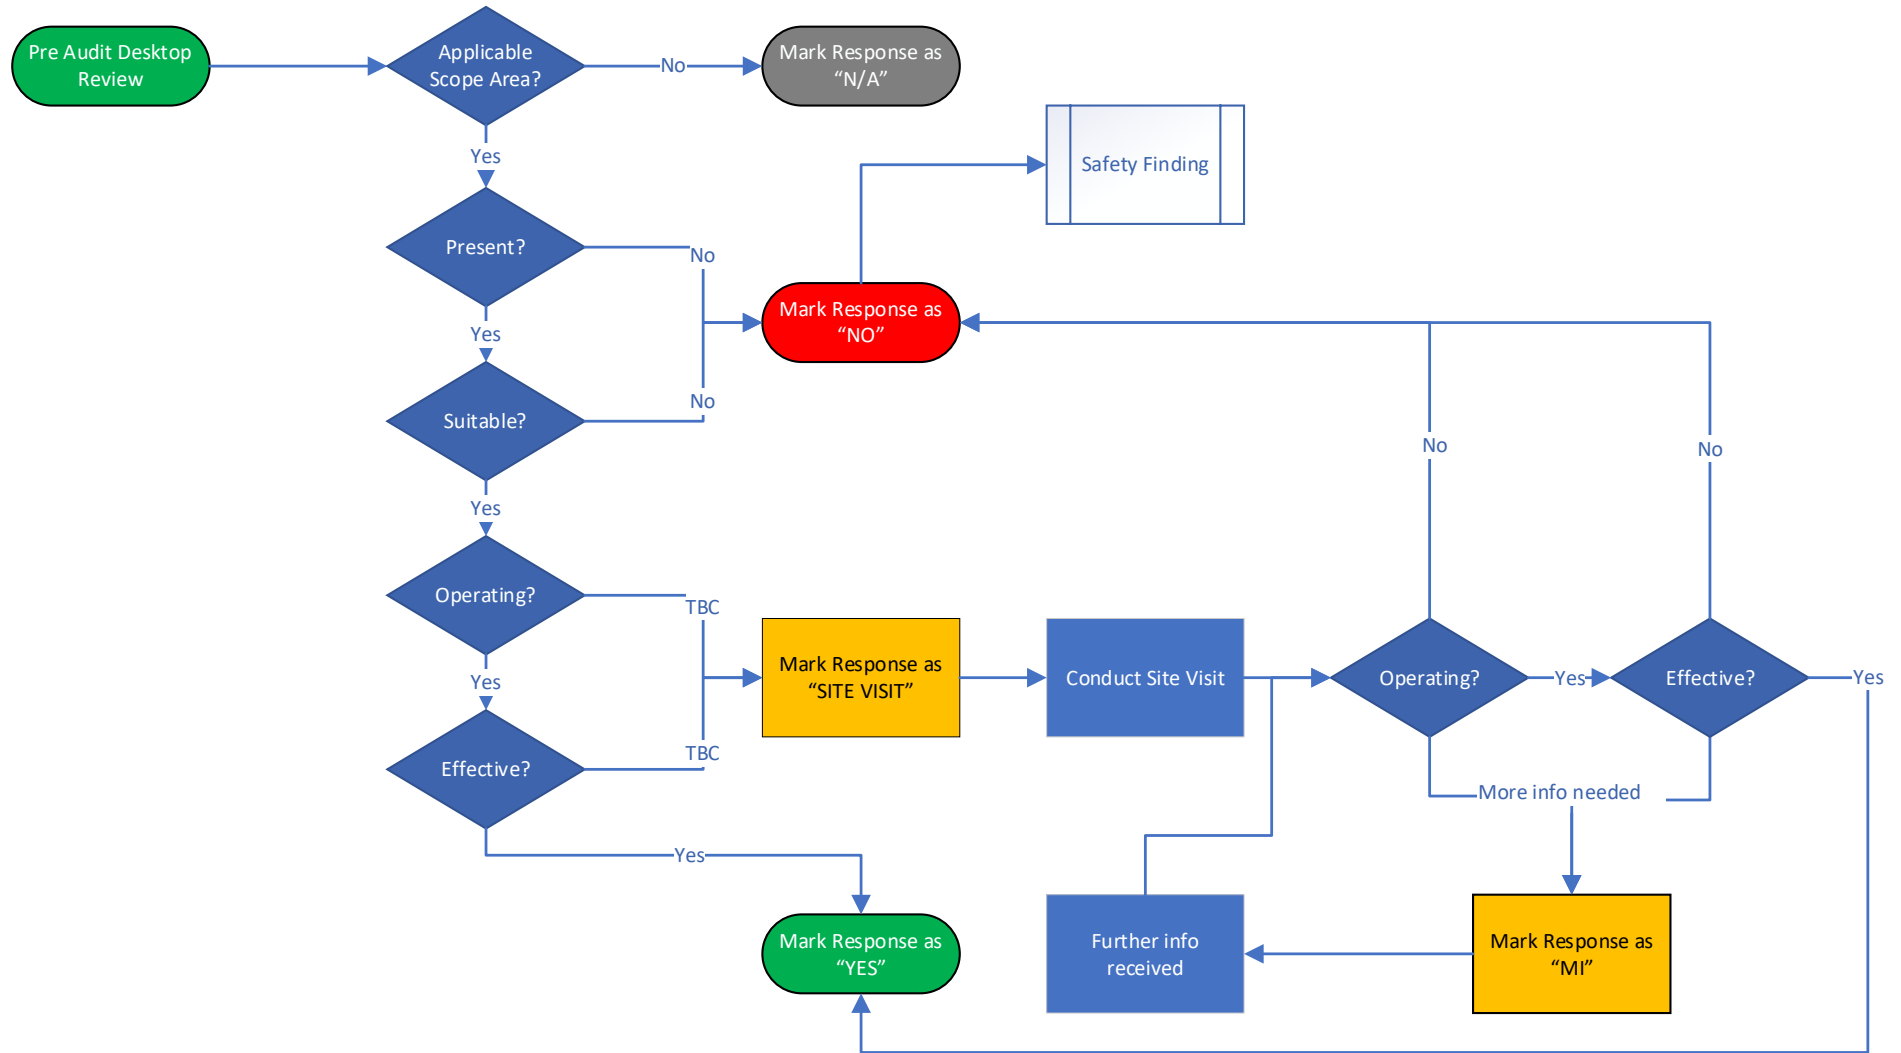 Pre Audit Desktop
Review
Applicable
Scope Area?
No
Mark Response as
“N/A”
Yes
Safety Finding
Present?
No
Mark Response as
“NO”
Yes
Suitable?
No
No
No
Yes
Operating?
TBC
Mark Response as
“SITE VISIT”
Conduct Site Visit
Operating?
Yes
Effective?
Yes
Yes
Effective?
TBC
More info needed
Yes
Mark Response as
“YES”
Further info
received
Mark Response as
“MI”